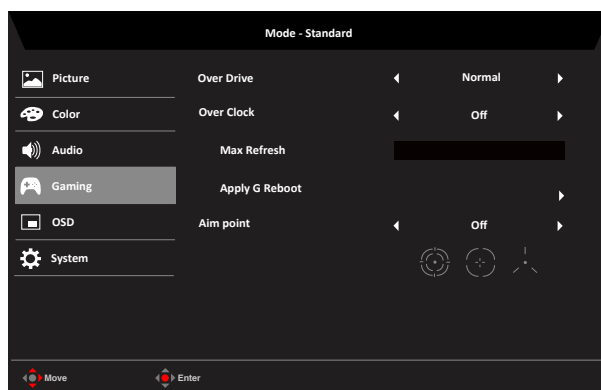 Mode - Standard
Picture
Over Drive Normal
Color
Over Clock Off
Audio
Max Refresh
Gaming
Apply G Reboot
OSD
Aim point Off
System
Move Enter